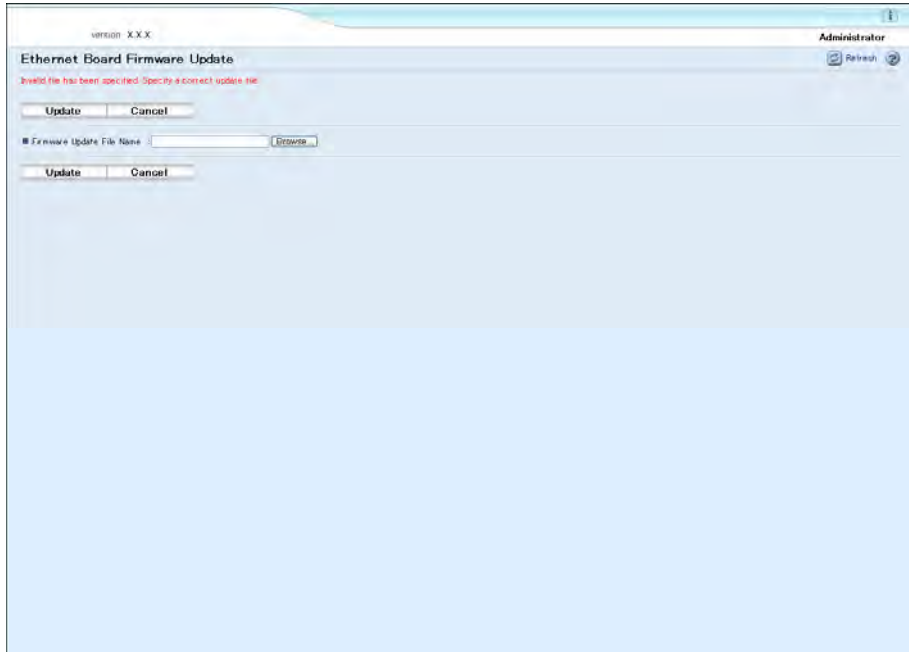 version X.X.X
Administrator
Ethernet Board Firmware Update
Refresh
Invalid file has been specified. Specify a correct update file.
Update Cancel
Firmware Update File Name : Browse...
Update Cancel